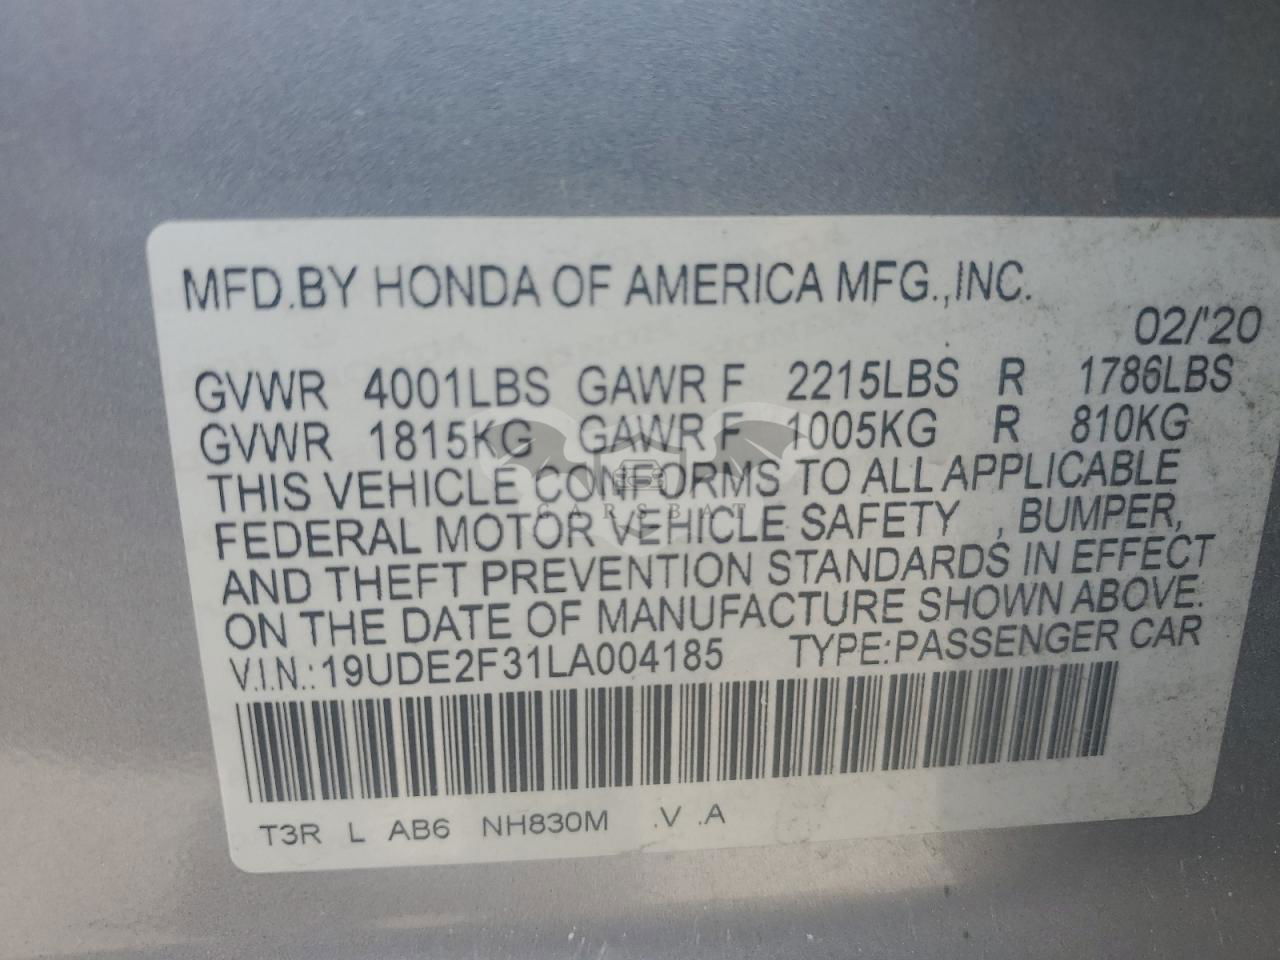 MFD.BY HONDA OF AMERICA MFG.,INC.
02/'20
GVWR 4001LBS GAWR F 2215LBS R 1786LBS
GVWR 1815KG GAWR F 1005KG R 810KG
THIS VEHICLE CONFORMS TO ALL APPLICABLE
FEDERAL MOTOR VEHICLE SAFETY , BUMPER,
AND THEFT PREVENTION STANDARDS IN EFFECT
ON THE DATE OF MANUFACTURE SHOWN ABOVE.
V.I.N.:19UDE2F31LA004185 TYPE:PASSENGER CAR
T3R L AB6 NH830M .V .A
CARSBAT